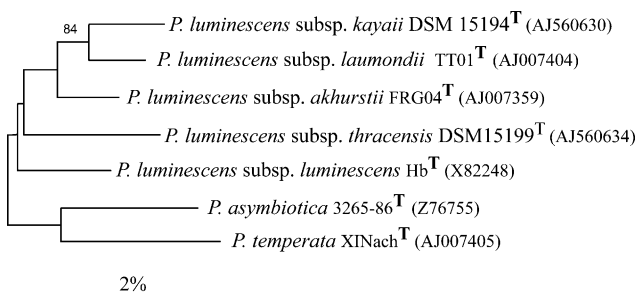 84
P. luminescens subsp. kayaii DSM 15194T (AJ560630)
P. luminescens subsp. laumondii TT01T (AJ007404)
P. luminescens subsp. akhurstii FRG04T (AJ007359)
P. luminescens subsp. thracensis DSM15199T (AJ560634)
P. luminescens subsp. luminescens HbT (X82248)
P. asymbiotica 3265-86T (Z76755)
P. temperata XINachT (AJ007405)
2%